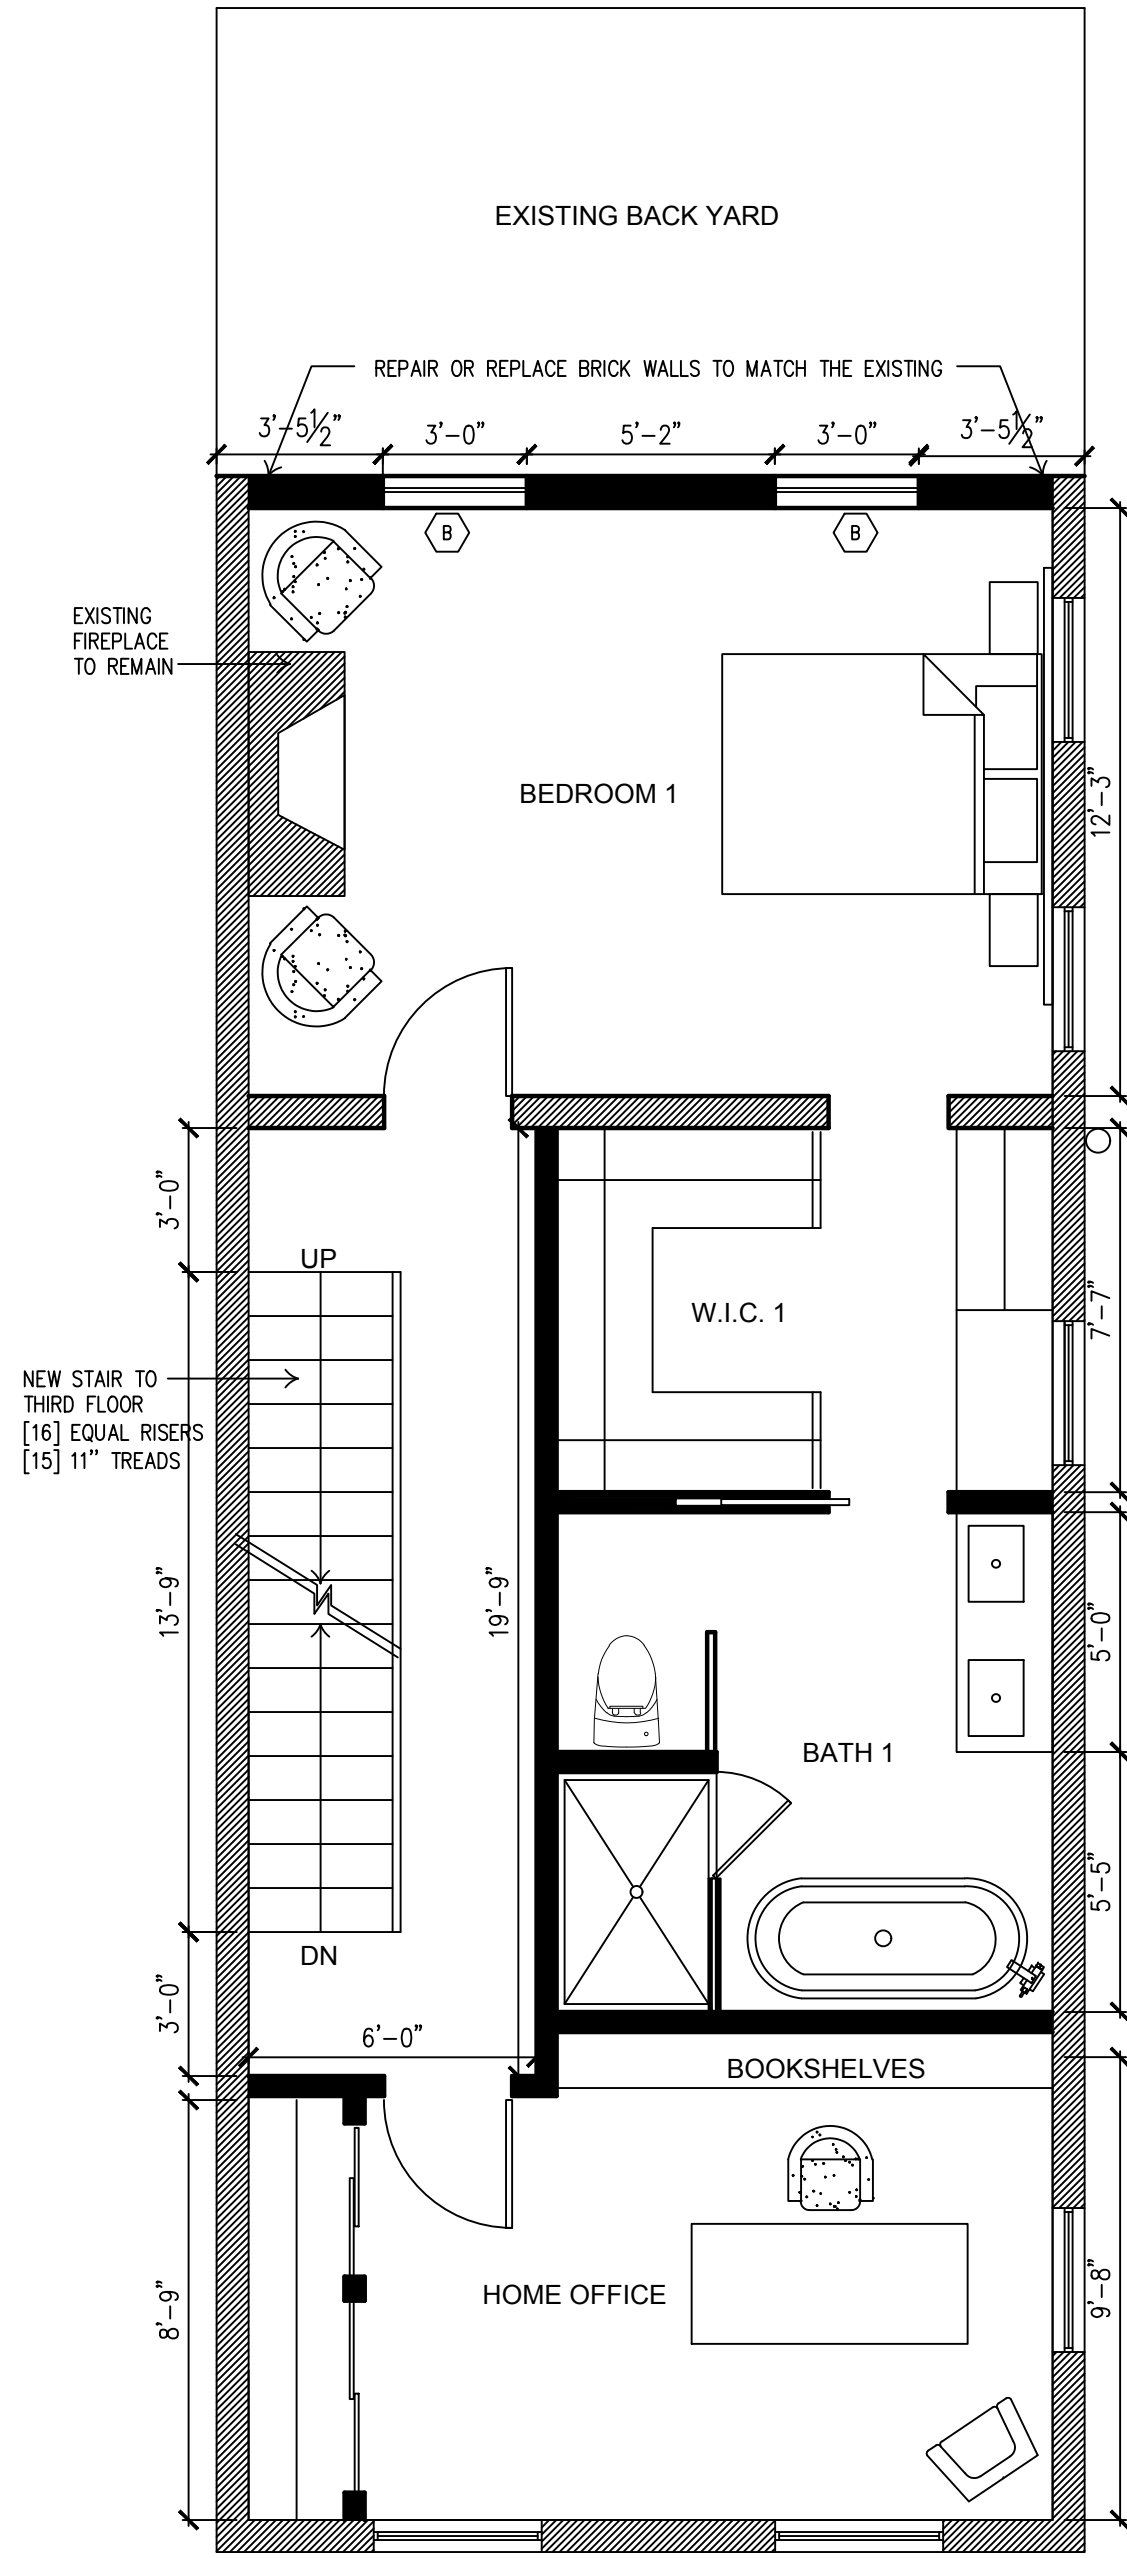 EXISTING BACK YARD
REPAIR OR REPLACE BRICK WALLS TO MATCH THE EXISTING
3'-5½"
3'-0"
5'-2"
3'-0"
3'-5½"
B
B
EXISTING
FIREPLACE
TO REMAIN
BEDROOM 1
12'-3"
3'-0"
UP
W.I.C. 1
7'-7"
NEW STAIR TO
THIRD FLOOR
[16] EQUAL RISERS
[15] 11" TREADS
13'-9"
19'-9"
5'-0"
BATH 1
5'-5"
DN
3'-0"
6'-0"
BOOKSHELVES
8'-9"
HOME OFFICE
9'-8"